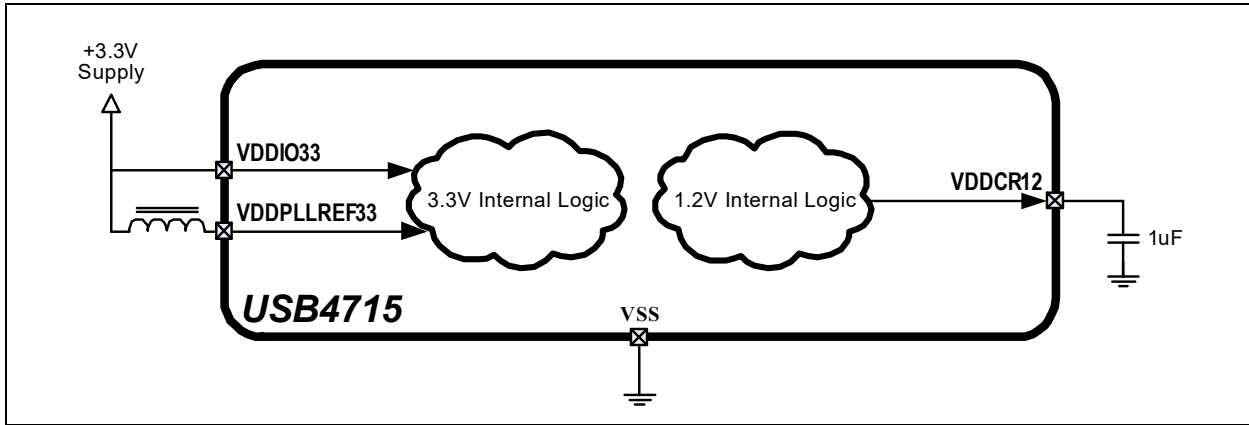 +3.3V
Supply
VDDIO33
VDDPLLREF33
3.3V Internal Logic
1.2V Internal Logic
VDDCR12
1uF
USB4715
VSS